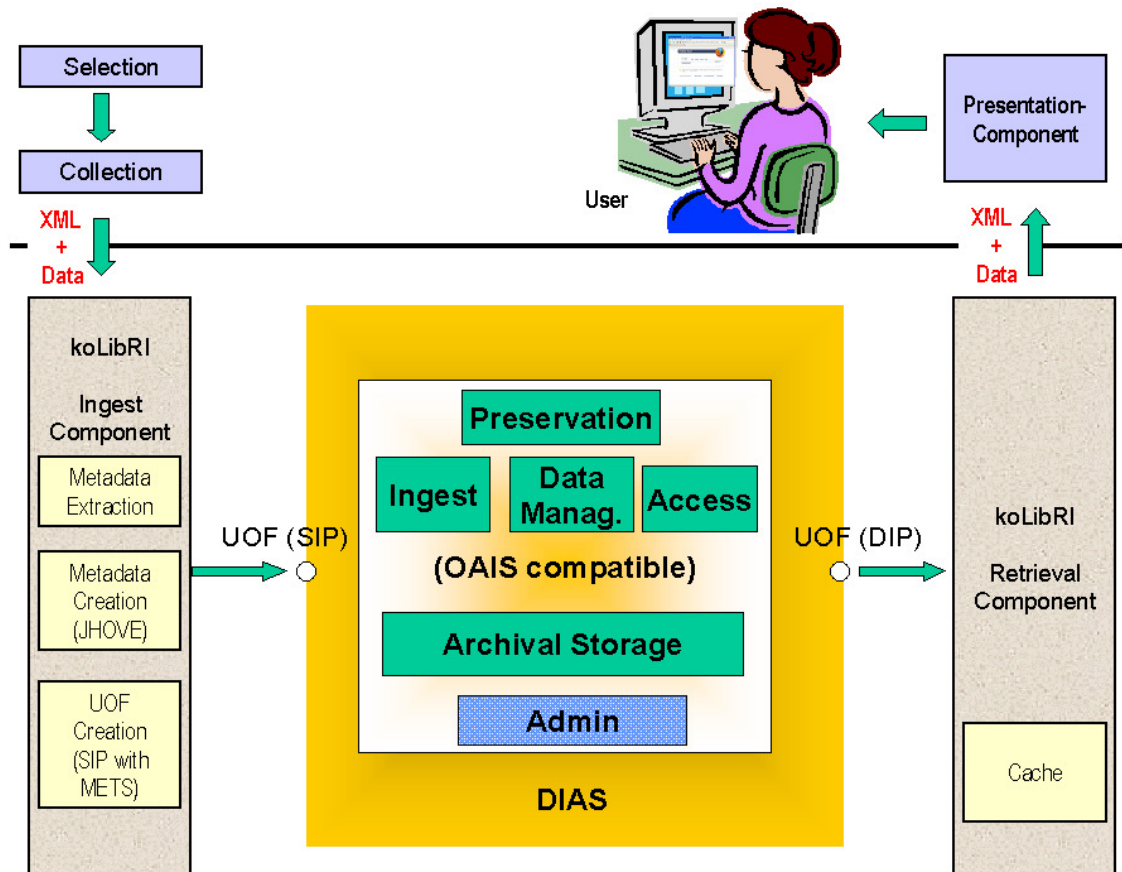 Selection
Collection
XML
+
Data
User
Presentation-
Component
XML
+
Data
koLibRI
Ingest
Component
Metadata
Extraction
Metadata
Creation
(JHOVE)
UOF
Creation
(SIP with
METS)
UOF (SIP)
Preservation
Ingest
Data
Manag.
Access
(OAIS compatible)
Archival Storage
Admin
DIAS
UOF (DIP)
koLibRI
Retrieval
Component
Cache